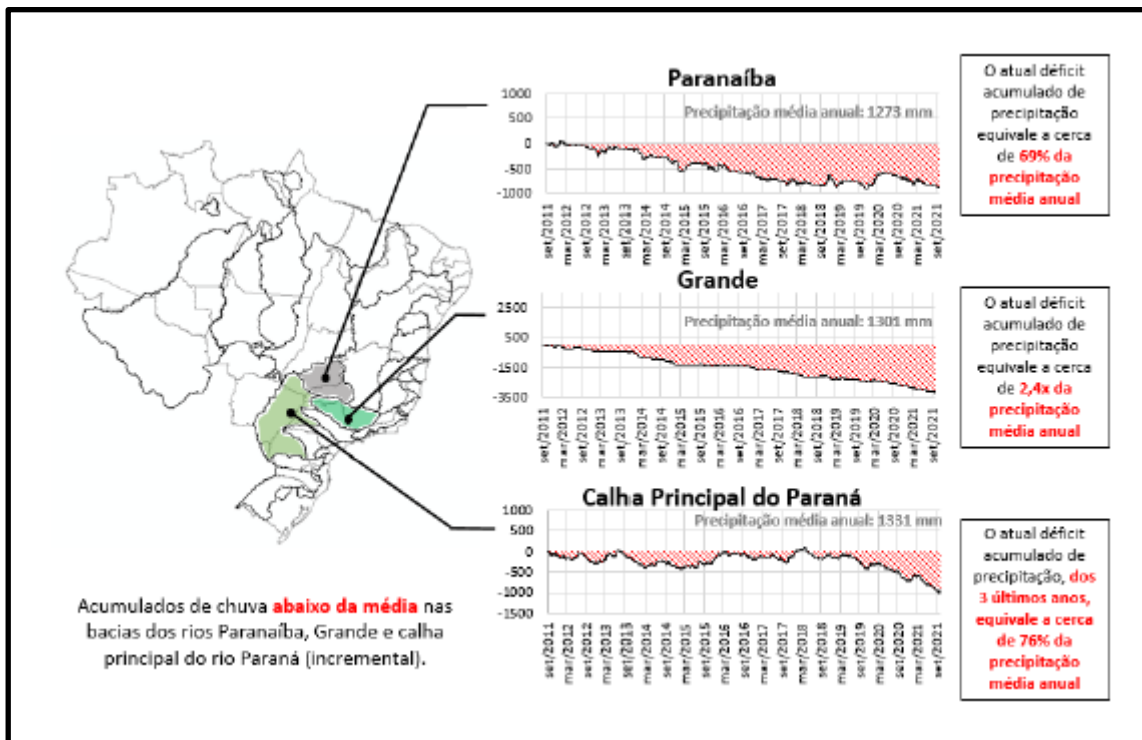 Paranaíba
Precipitação média anual: 1273 mm
1000
500
0
-500
-1000
set/2011
mar/2012
set/2012
mar/2013
set/2013
mar/2014
set/2014
mar/2015
set/2015
mar/2016
set/2016
mar/2017
set/2017
mar/2018
set/2018
mar/2019
set/2019
mar/2020
set/2020
mar/2021
set/2021
O atual déficit
acumulado de
precipitação
equivale a cerca
de 69% da
precipitação
média anual
Grande
Precipitação média anual: 1301 mm
2500
500
-1500
-3500
set/2011
mar/2012
set/2012
mar/2013
set/2013
mar/2014
set/2014
mar/2015
set/2015
mar/2016
set/2016
mar/2017
set/2017
mar/2018
set/2018
mar/2019
set/2019
mar/2020
set/2020
mar/2021
set/2021
O atual déficit
acumulado de
precipitação
equivale a cerca
de 2,4x da
precipitação
média anual
Calha Principal do Paraná
Precipitação média anual: 1331 mm
1000
500
0
-500
-1000
-1500
set/2011
mar/2012
set/2012
mar/2013
set/2013
mar/2014
set/2014
mar/2015
set/2015
mar/2016
set/2016
mar/2017
set/2017
mar/2018
set/2018
mar/2019
set/2019
mar/2020
set/2020
mar/2021
set/2021
O atual déficit
acumulado de
precipitação, dos
3 últimos anos,
equivale a cerca
de 76% da
precipitação
média anual
Acumulados de chuva abaixo da média nas
bacias dos rios Paranaíba, Grande e calha
principal do rio Paraná (incremental).